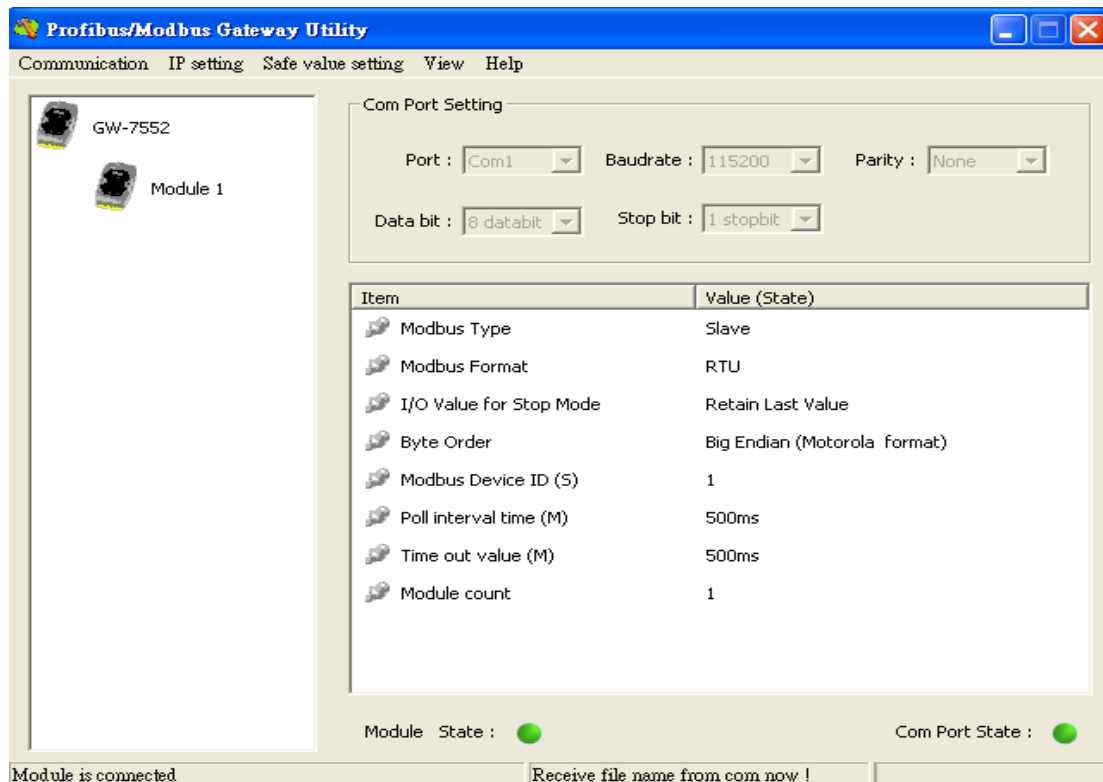 Profibus/Modbus Gateway Utility
Communication IP setting Safe value setting View Help
GW-7552
Module 1
Com Port Setting
Port : Com1 Baudrate : 115200 Parity : None
Data bit : 8 databit Stop bit : 1 stopbit
Item Value (State)
Modbus Type Slave
Modbus Format RTU
I/O Value for Stop Mode Retain Last Value
Byte Order Big Endian (Motorola format)
Modbus Device ID (S) 1
Poll interval time (M) 500ms
Time out value (M) 500ms
Module count 1
Module State : Com Port State :
Module is connected Receive file name from com now !